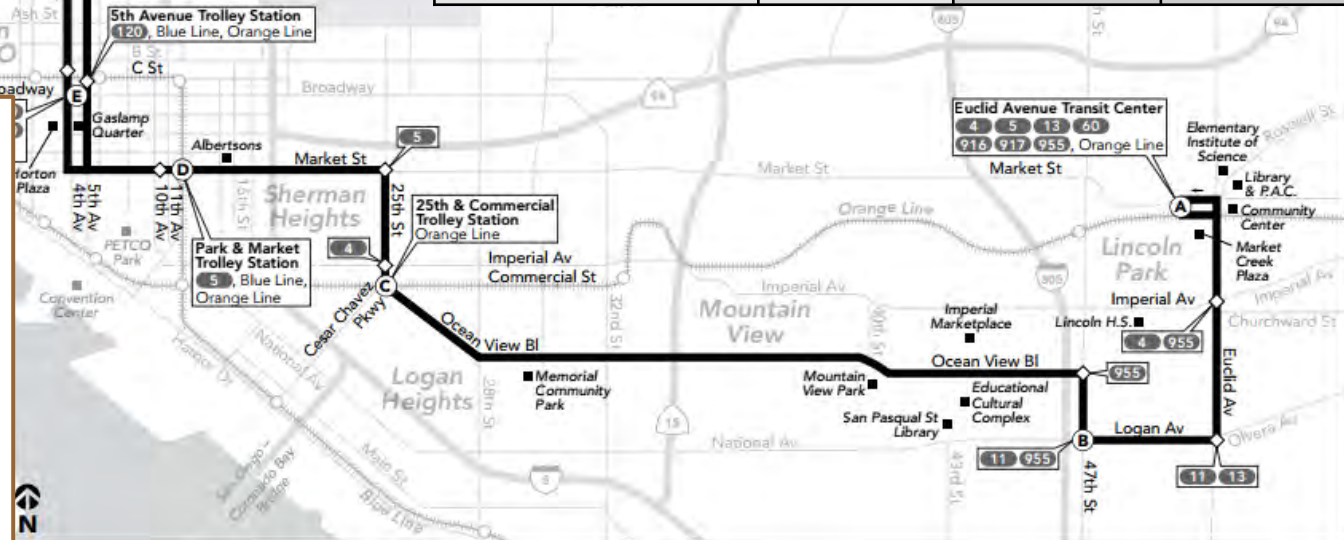 Ash St
5th Avenue Trolley Station
120, Blue Line, Orange Line
B St
C St
oadway
E
Gaslamp
Quarter
Horton
Plaza
4th Av
5th Av
10th Av
11th Av
D
Albertsons
15th St
Market St
5
Broadway
94
805
94
Sherman
Heights
25th St
PETCO
Park
Convention
Center
Park & Market
Trolley Station
5, Blue Line,
Orange Line
4
25th & Commercial
Trolley Station
Orange Line
C
Cesar Chavez
Pkwy
Imperial Av
Commercial St
Harbor Dr
National Av
Ocean View Bl
Logan
Heights
28th St
Memorial
Community
Park
32nd St
Main St
Blue Line
San Diego -
Coronado Bay
Bridge
N
5
15
Market St
Orange Line
Imperial Av
Mountain
View
40th St
Mountain
View Park
San Pasqual St
Library
Educational
Cultural
Complex
Imperial
Marketplace
Ocean View Bl
National Av
43rd St
805
955
B
11 955
47th St
Logan Av
11 13
Olvera Av
Euclid Av
Euclid Avenue Transit Center
4 5 13 60
916 917 955, Orange Line
Market St
Elementary
Institute of
Science
Roswell St
Library
& P.A.C.
Community
Center
A
Market
Creek
Plaza
Lincoln
Park
Imperial Av
Imperial Av
Churchward St
Lincoln H.S.
4 955